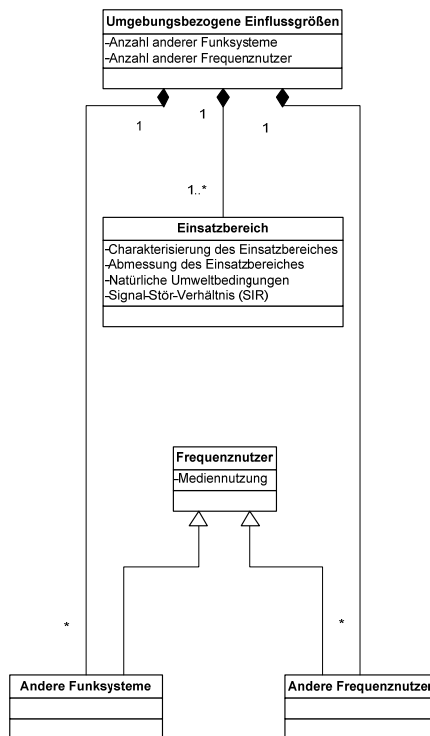 Umgebungsbezogene Einflussgrößen
-Anzahl anderer Funksysteme
-Anzahl anderer Frequenznutzer
1
1
1
1..*
Einsatzbereich
-Charakterisierung des Einsatzbereiches
-Abmessung des Einsatzbereiches
-Natürliche Umweltbedingungen
-Signal-Stör-Verhältnis (SIR)
Frequenznutzer
-Mediennutzung
*
*
Andere Funksysteme
Andere Frequenznutzer